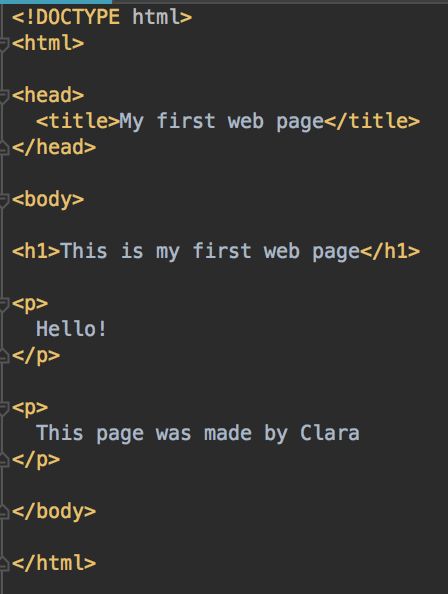 <!DOCTYPE html>
<html>
<head>
<title>My first web page</title>
</head>
<body>
<h1>This is my first web page</h1>
<p>
Hello!
</p>
<p>
This page was made by Clara
</p>
</body>
</html>